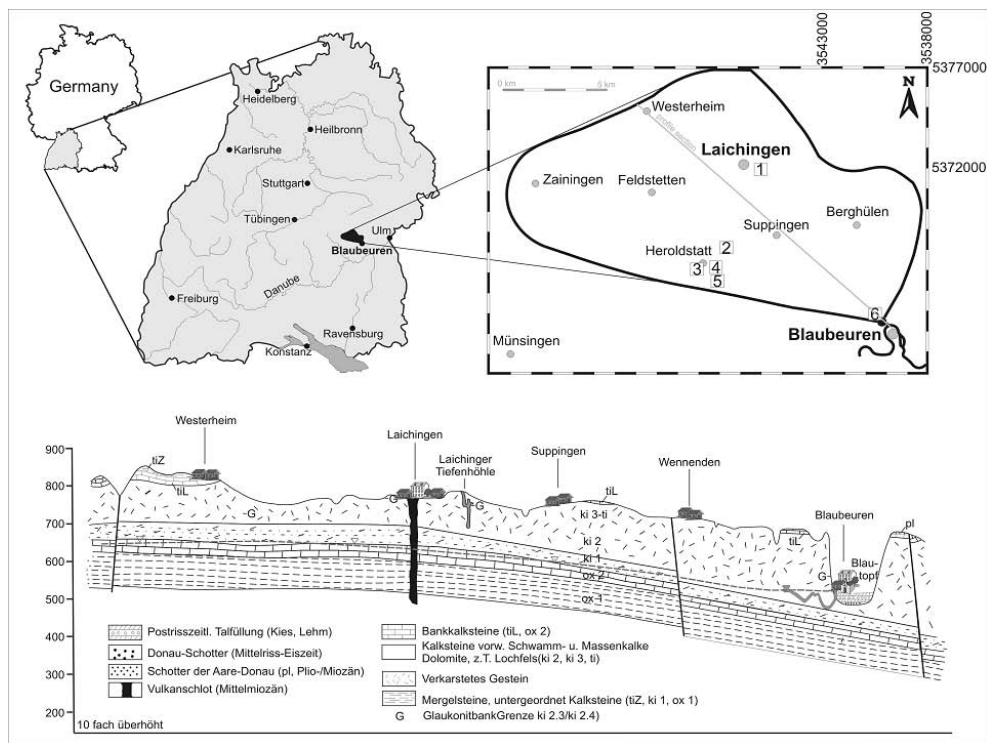 Germany
Heidelberg
Heilbronn
Karlsruhe
Stuttgart
Tübingen
Ulm
Blaubeuren
Danube
Freiburg
Ravensburg
Konstanz
3543000
3538000
5377000
5372000
N
0 km 5 km
Westerheim
profile section
Laichingen
1
Zainingen
Feldstetten
Suppingen
Berghülen
Heroldstatt
2
3
4
5
6
Blaubeuren
Münsingen
900
800
700
600
500
400
300
200
Westerheim
Laichingen
Laichinger
Tiefenhöhle
Suppingen
Wennenden
Blaubeuren
Blau-
topf
tiZ
tiL
-G
G
G
tiL
ki 3-ti
ki 2
ki 1
ox 2
ox 1
tiL
G
pl
Postrisszeitl. Talfüllung (Kies, Lehm)
Donau-Schotter (Mittelriss-Eiszeit)
Schotter der Aare-Donau (pl, Plio-/Miozän)
Vulkanschlot (Mittelmiozän)
Bankkalksteine (tiL, ox 2)
Kalksteine vorw. Schwamm- u. Massenkalke
Dolomite, z.T. Lochfels(ki 2, ki 3, ti)
Verkarstetes Gestein
Mergelsteine, untergeordnet Kalksteine (tiZ, ki 1, ox 1)
G GlaukonitbankGrenze ki 2.3/ki 2.4)
10 fach überhöht